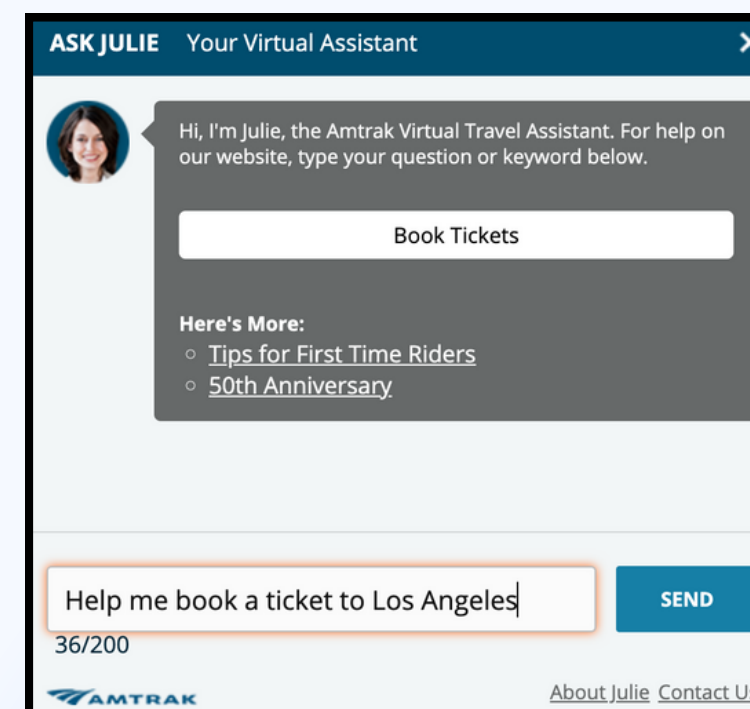 ASK JULIE Your Virtual Assistant
Hi, I'm Julie, the Amtrak Virtual Travel Assistant. For help on
our website, type your question or keyword below.
Book Tickets
Here's More:
Tips for First Time Riders
50th Anniversary
Help me book a ticket to Los Angeles
SEND
36/200
AMTRAK
About Julie Contact Us